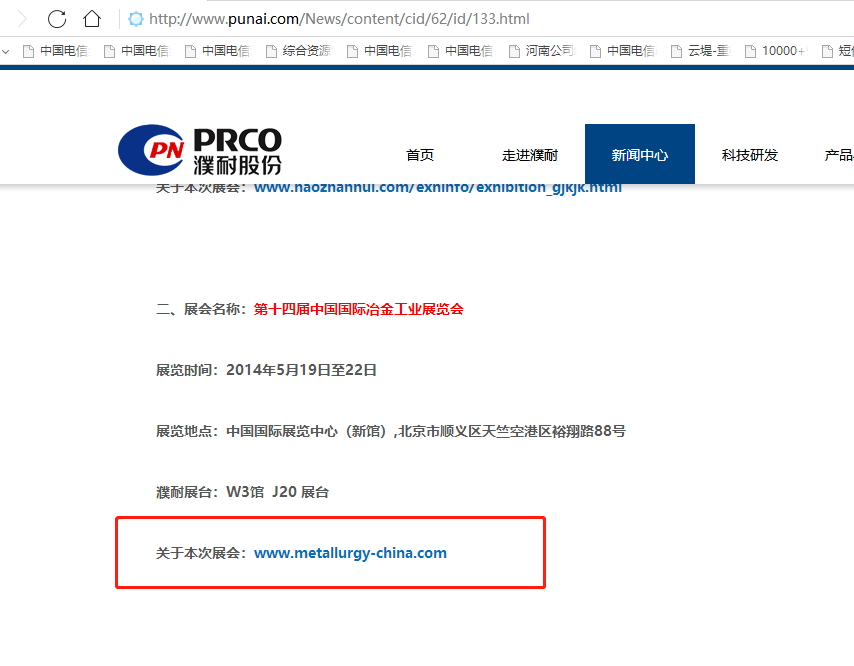 http://www.punai.com/News/content/cid/62/id/133.html
中国电信 中国电信 中国电信 综合资源 中国电信 中国电信 河南公司 中国电信 云堤-重 10000+
PN PRCO
濮耐股份
首页 走进濮耐 新闻中心 科技研发 产品
关于本次展会：www.haozhanhui.com/exhinfo/exhibition_gjkjk.html
二、展会名称：第十四届中国国际冶金工业展览会
展览时间：2014年5月19日至22日
展览地点：中国国际展览中心（新馆）,北京市顺义区天竺空港区裕翔路88号
濮耐展台：W3馆 J20 展台
关于本次展会：www.metallurgy-china.com